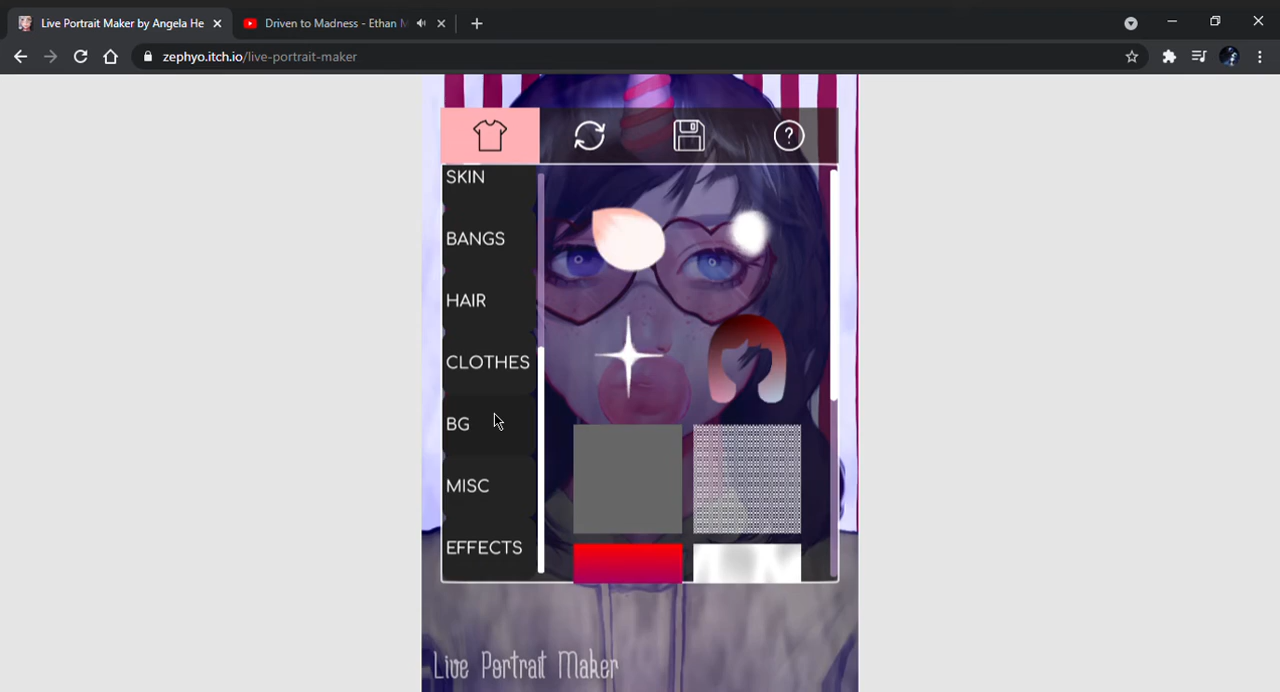 Live Portrait Maker by Angela He
Driven to Madness - Ethan M
zephyo.itch.io/live-portrait-maker
?
SKIN
BANGS
HAIR
CLOTHES
BG
MISC
EFFECTS
Live Portrait Maker